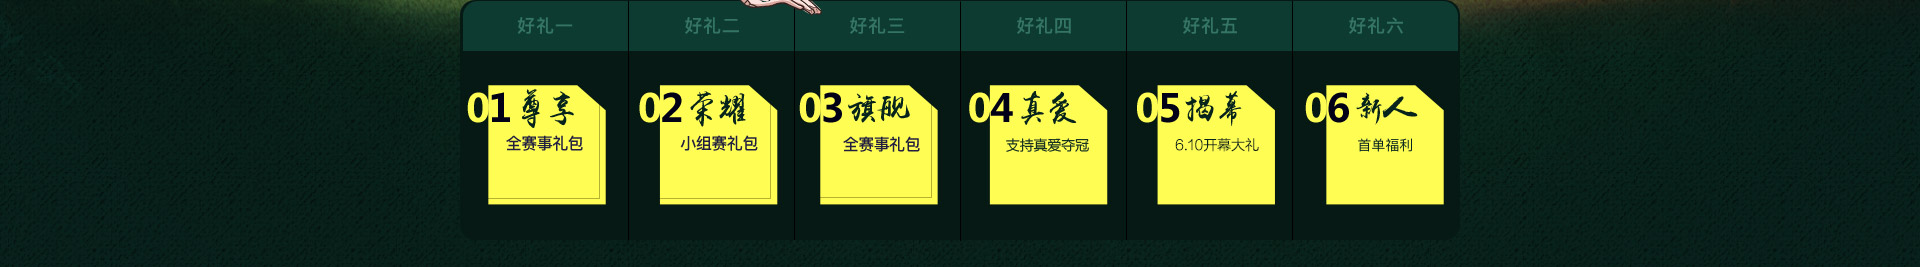 好礼一
好礼二
好礼三
好礼四
好礼五
好礼六
01 尊享
全赛事礼包
02 荣耀
小组赛礼包
03 旗舰
全赛事礼包
04 真爱
支持真爱夺冠
05 揭幕
6.10开幕大礼
06 新人
首单福利